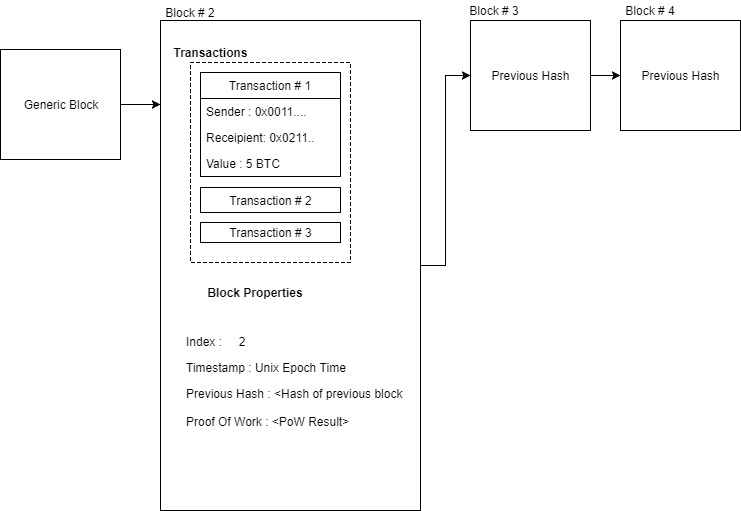 Block # 2
Block # 3
Block # 4
Transactions
Generic Block
Transaction # 1
Sender : 0x0011....
Receipient: 0x0211..
Value : 5 BTC
Transaction # 2
Transaction # 3
Previous Hash
Previous Hash
Block Properties
Index : 2
Timestamp : Unix Epoch Time
Previous Hash : <Hash of previous block
Proof Of Work : <PoW Result>